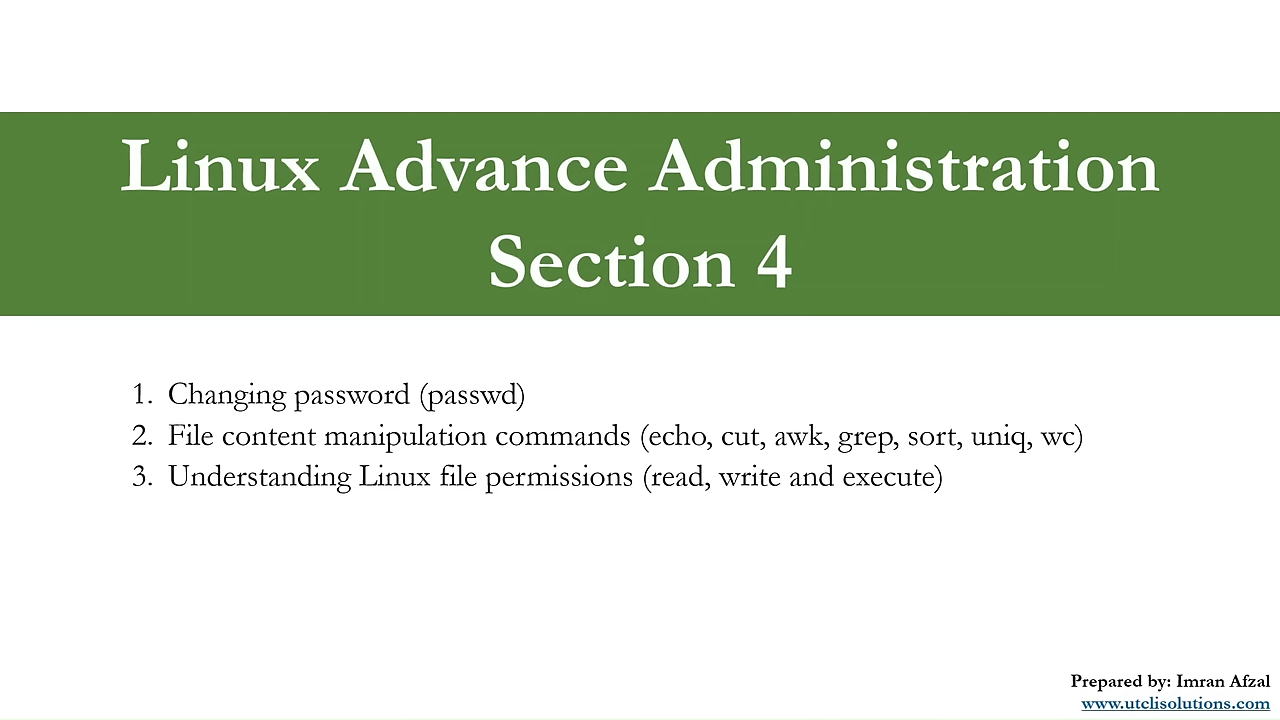 Linux Advance Administration
Section 4
1. Changing password (passwd)
2. File content manipulation commands (echo, cut, awk, grep, sort, uniq, wc)
3. Understanding Linux file permissions (read, write and execute)
Prepared by: Imran Afzal
www.utclisolutions.com